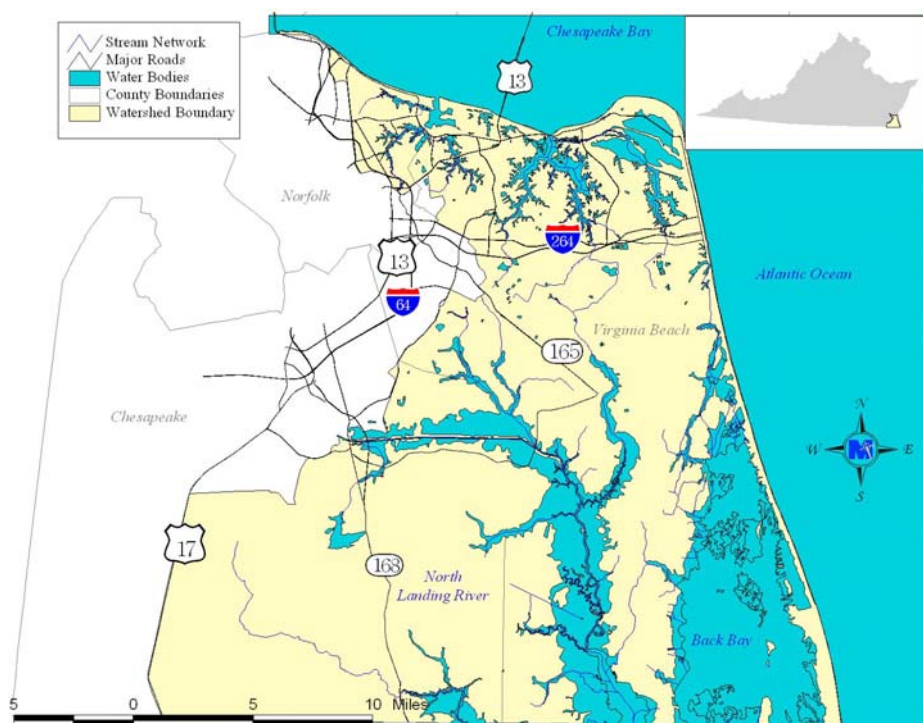 Stream Network
Major Roads
Water Bodies
County Boundaries
Watershed Boundary
Chesapeake Bay
13
Norfolk
264
13
Atlantic Ocean
64
Virginia Beach
165
Chesapeake
N
W
M
E
S
17
168
North
Landing River
Back Bay
5
0
5
10 Miles